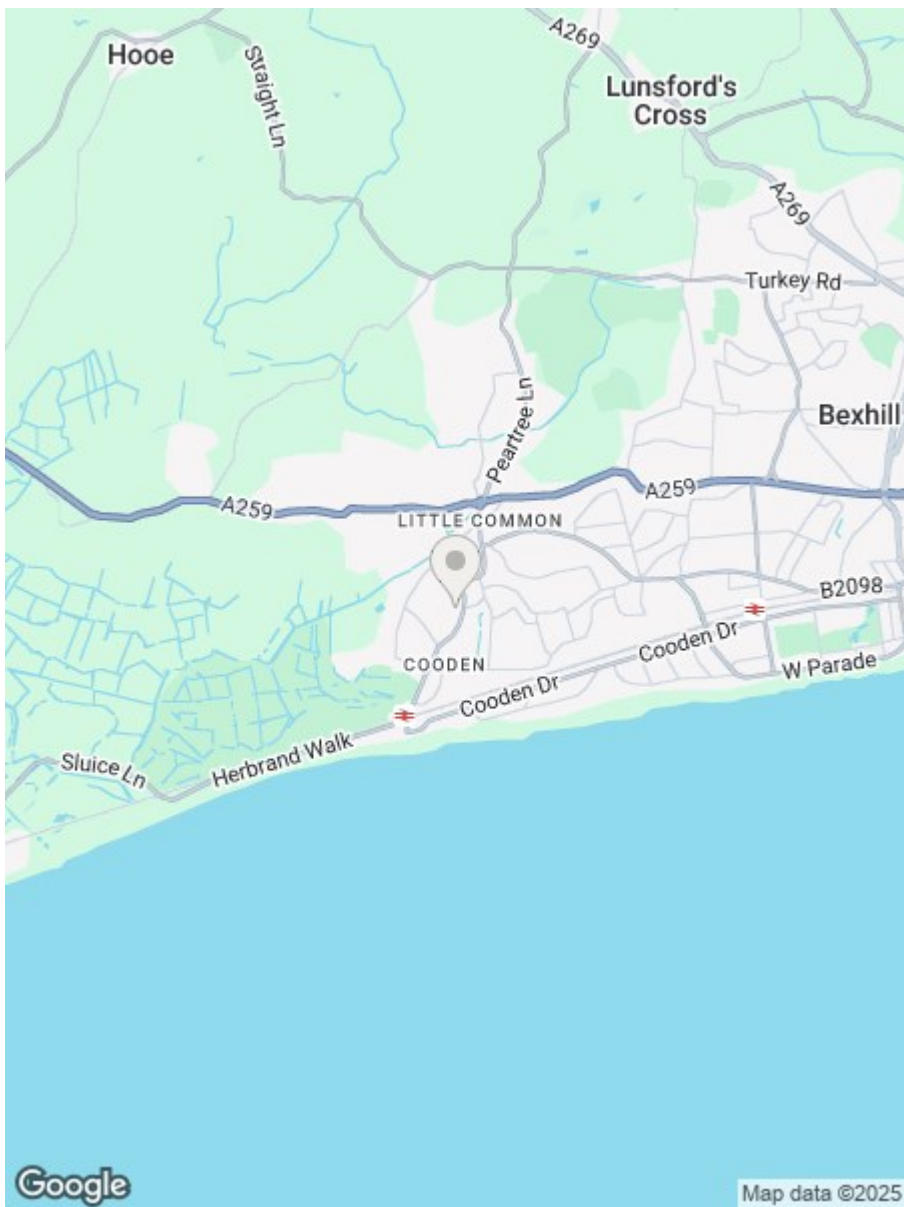 A269
Hooe
Straight Ln
Lunsford's
Cross
A269
Turkey Rd
Peartree Ln
Bexhill
A259
A259
LITTLE COMMON
B2098
Cooden Dr
COODEN
W Parade
Cooden Dr
Herbrand Walk
Sluice Ln
Google
Map data ©2025